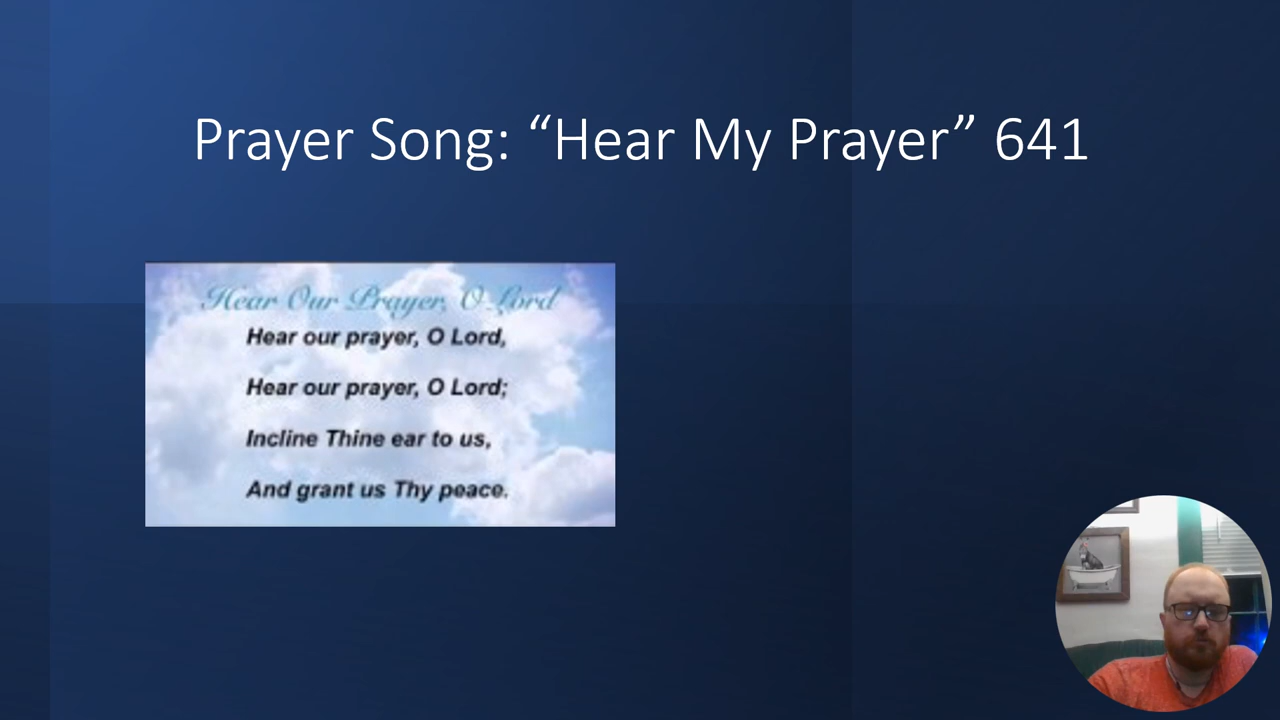 Prayer Song: “Hear My Prayer” 641
Hear Our Prayer, O Lord
Hear our prayer, O Lord,
Hear our prayer, O Lord;
Incline Thine ear to us,
And grant us Thy peace.